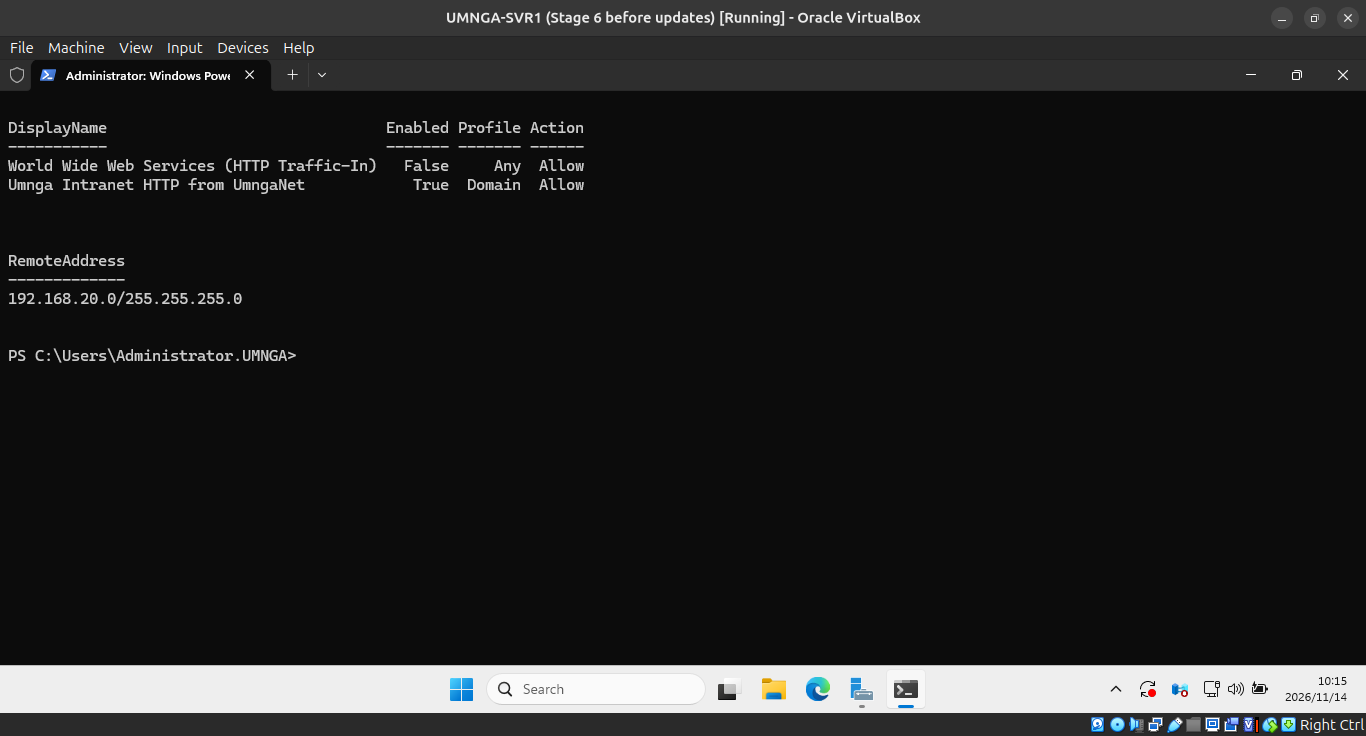 UMNGA-SVR1 (Stage 6 before updates) [Running] - Oracle VirtualBox
File Machine View Input Devices Help
Administrator: Windows Powe
DisplayName Enabled Profile Action
----------- ------- ------- ------
World Wide Web Services (HTTP Traffic-In) False Any Allow
Umnga Intranet HTTP from UmngaNet True Domain Allow
RemoteAddress
-------------
192.168.20.0/255.255.255.0
PS C:\Users\Administrator.UMNGA>
Search
10:15
2026/11/14
Right Ctrl